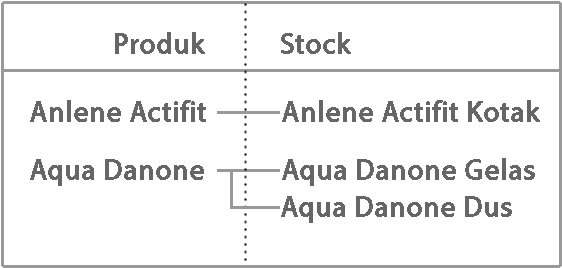 Produk Stock
Anlene Actifit Anlene Actifit Kotak
Aqua Danone Aqua Danone Gelas
Aqua Danone Dus